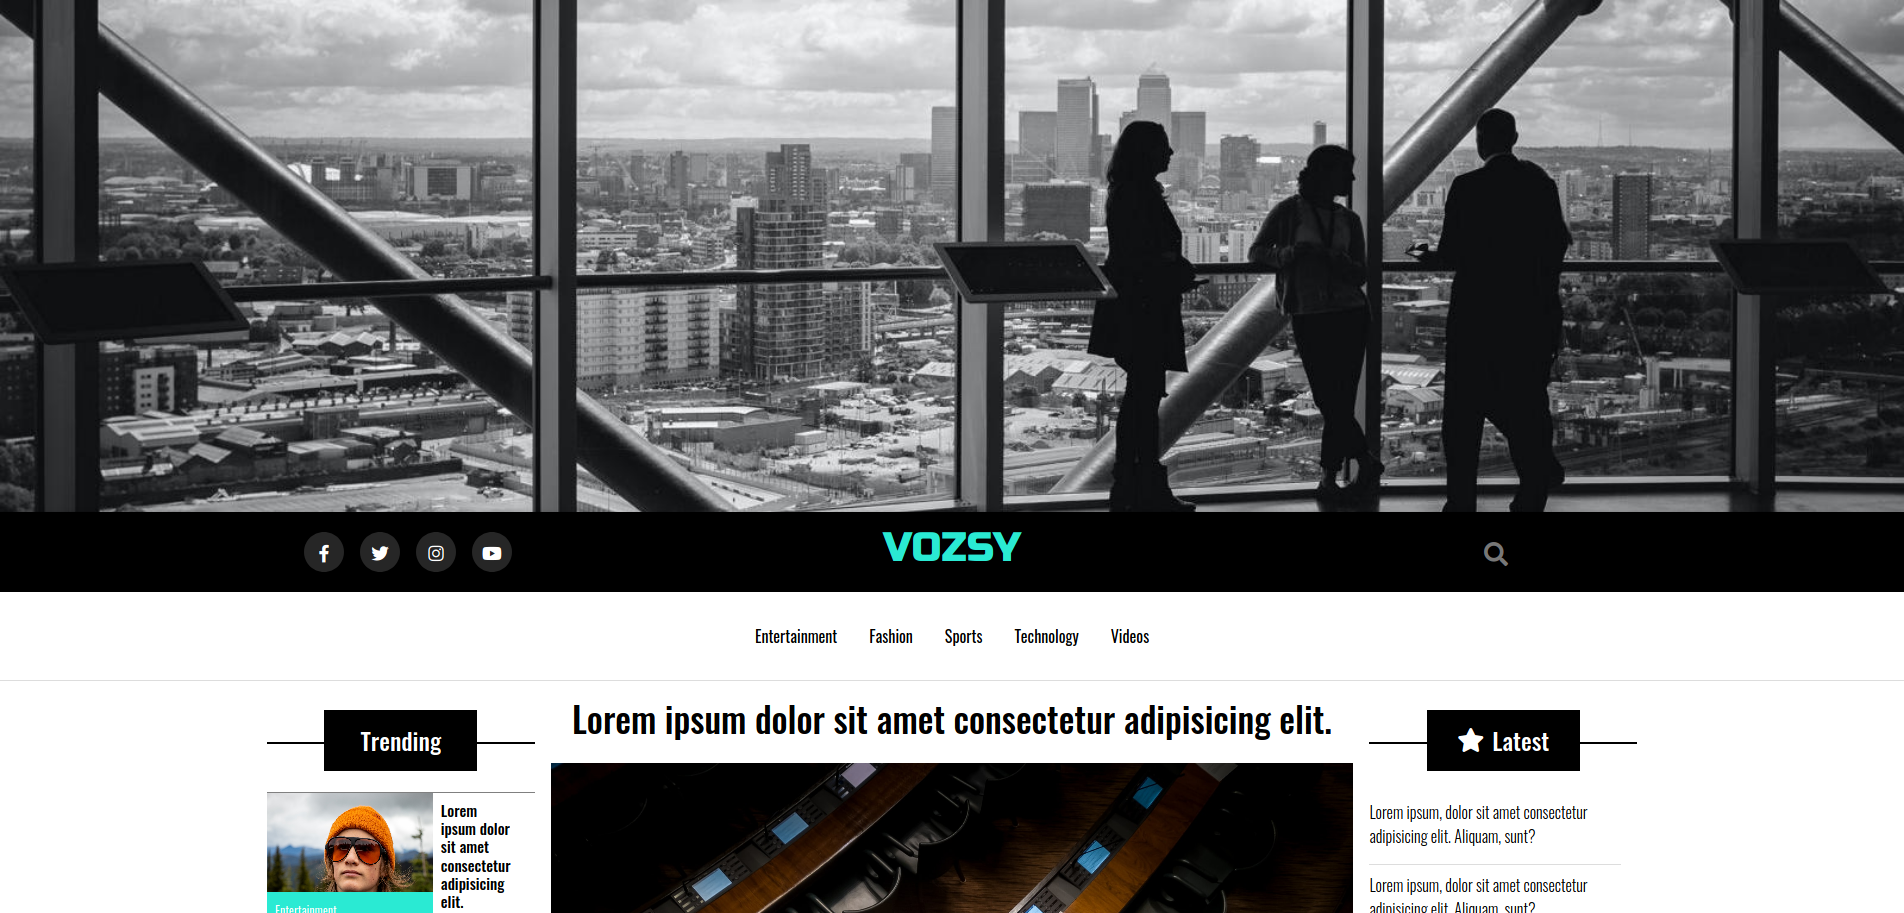 VOZSY
Entertainment Fashion Sports Technology Videos
Trending
Lorem
ipsum dolor
sit amet
consectetur
adipisicing
elit.
Entertainment
Lorem ipsum dolor sit amet consectetur adipisicing elit.
Latest
Lorem ipsum, dolor sit amet consectetur
adipisicing elit. Aliquam, sunt?
Lorem ipsum, dolor sit amet consectetur
adipisicing elit. Aliquam, sunt?